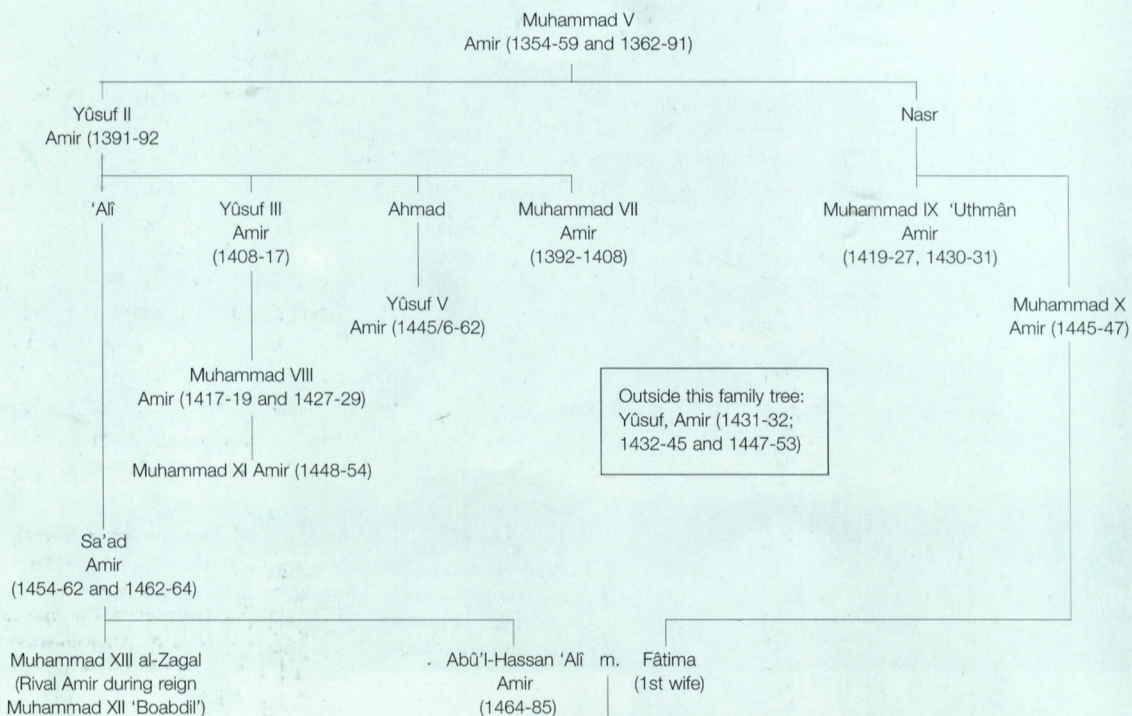 Muhammad V
Amir (1354-59 and 1362-91)
Yûsuf II
Amir (1391-92
Nasr
‘Alî
Yûsuf III
Amir
(1408-17)
Ahmad
Muhammad VII
Amir
(1392-1408)
Muhammad IX ‘Uthmân
Amir
(1419-27, 1430-31)
Yûsuf V
Amir (1445/6-62)
Muhammad X
Amir (1445-47)
Muhammad VIII
Amir (1417-19 and 1427-29)
Outside this family tree:
Yûsuf, Amir (1431-32;
1432-45 and 1447-53)
Muhammad XI Amir (1448-54)
Sa’ad
Amir
(1454-62 and 1462-64)
Muhammad XIII al-Zagal
(Rival Amir during reign
Muhammad XII ‘Boabdil’)
Abû’l-Hassan ‘Alî m.
Amir
(1464-85)
Fâtima
(1st wife)